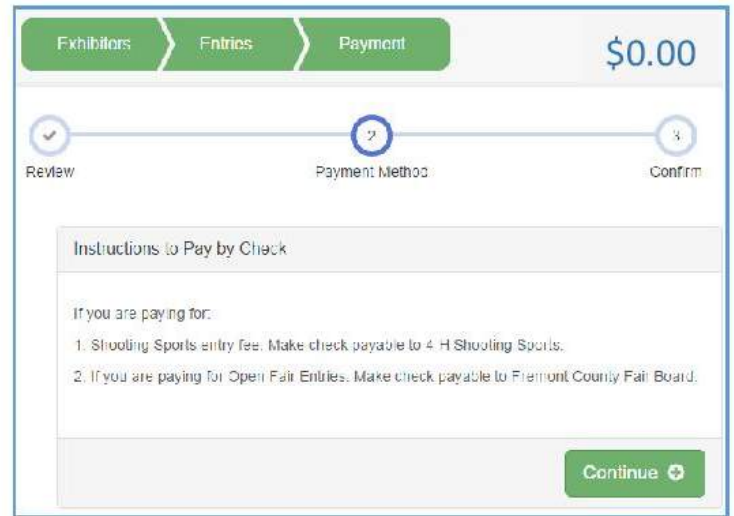 Exhibitors Entries Payment $0.00
2 3
Review Payment Method Confirm
Instructions to Pay by Check
If you are paying for:
1. Shooting Sports entry fee. Make check payable to 4 H Shooting Sports.
2. If you are paying for Open Fair Entries. Make check payable to Fremont County Fair Board.
Continue